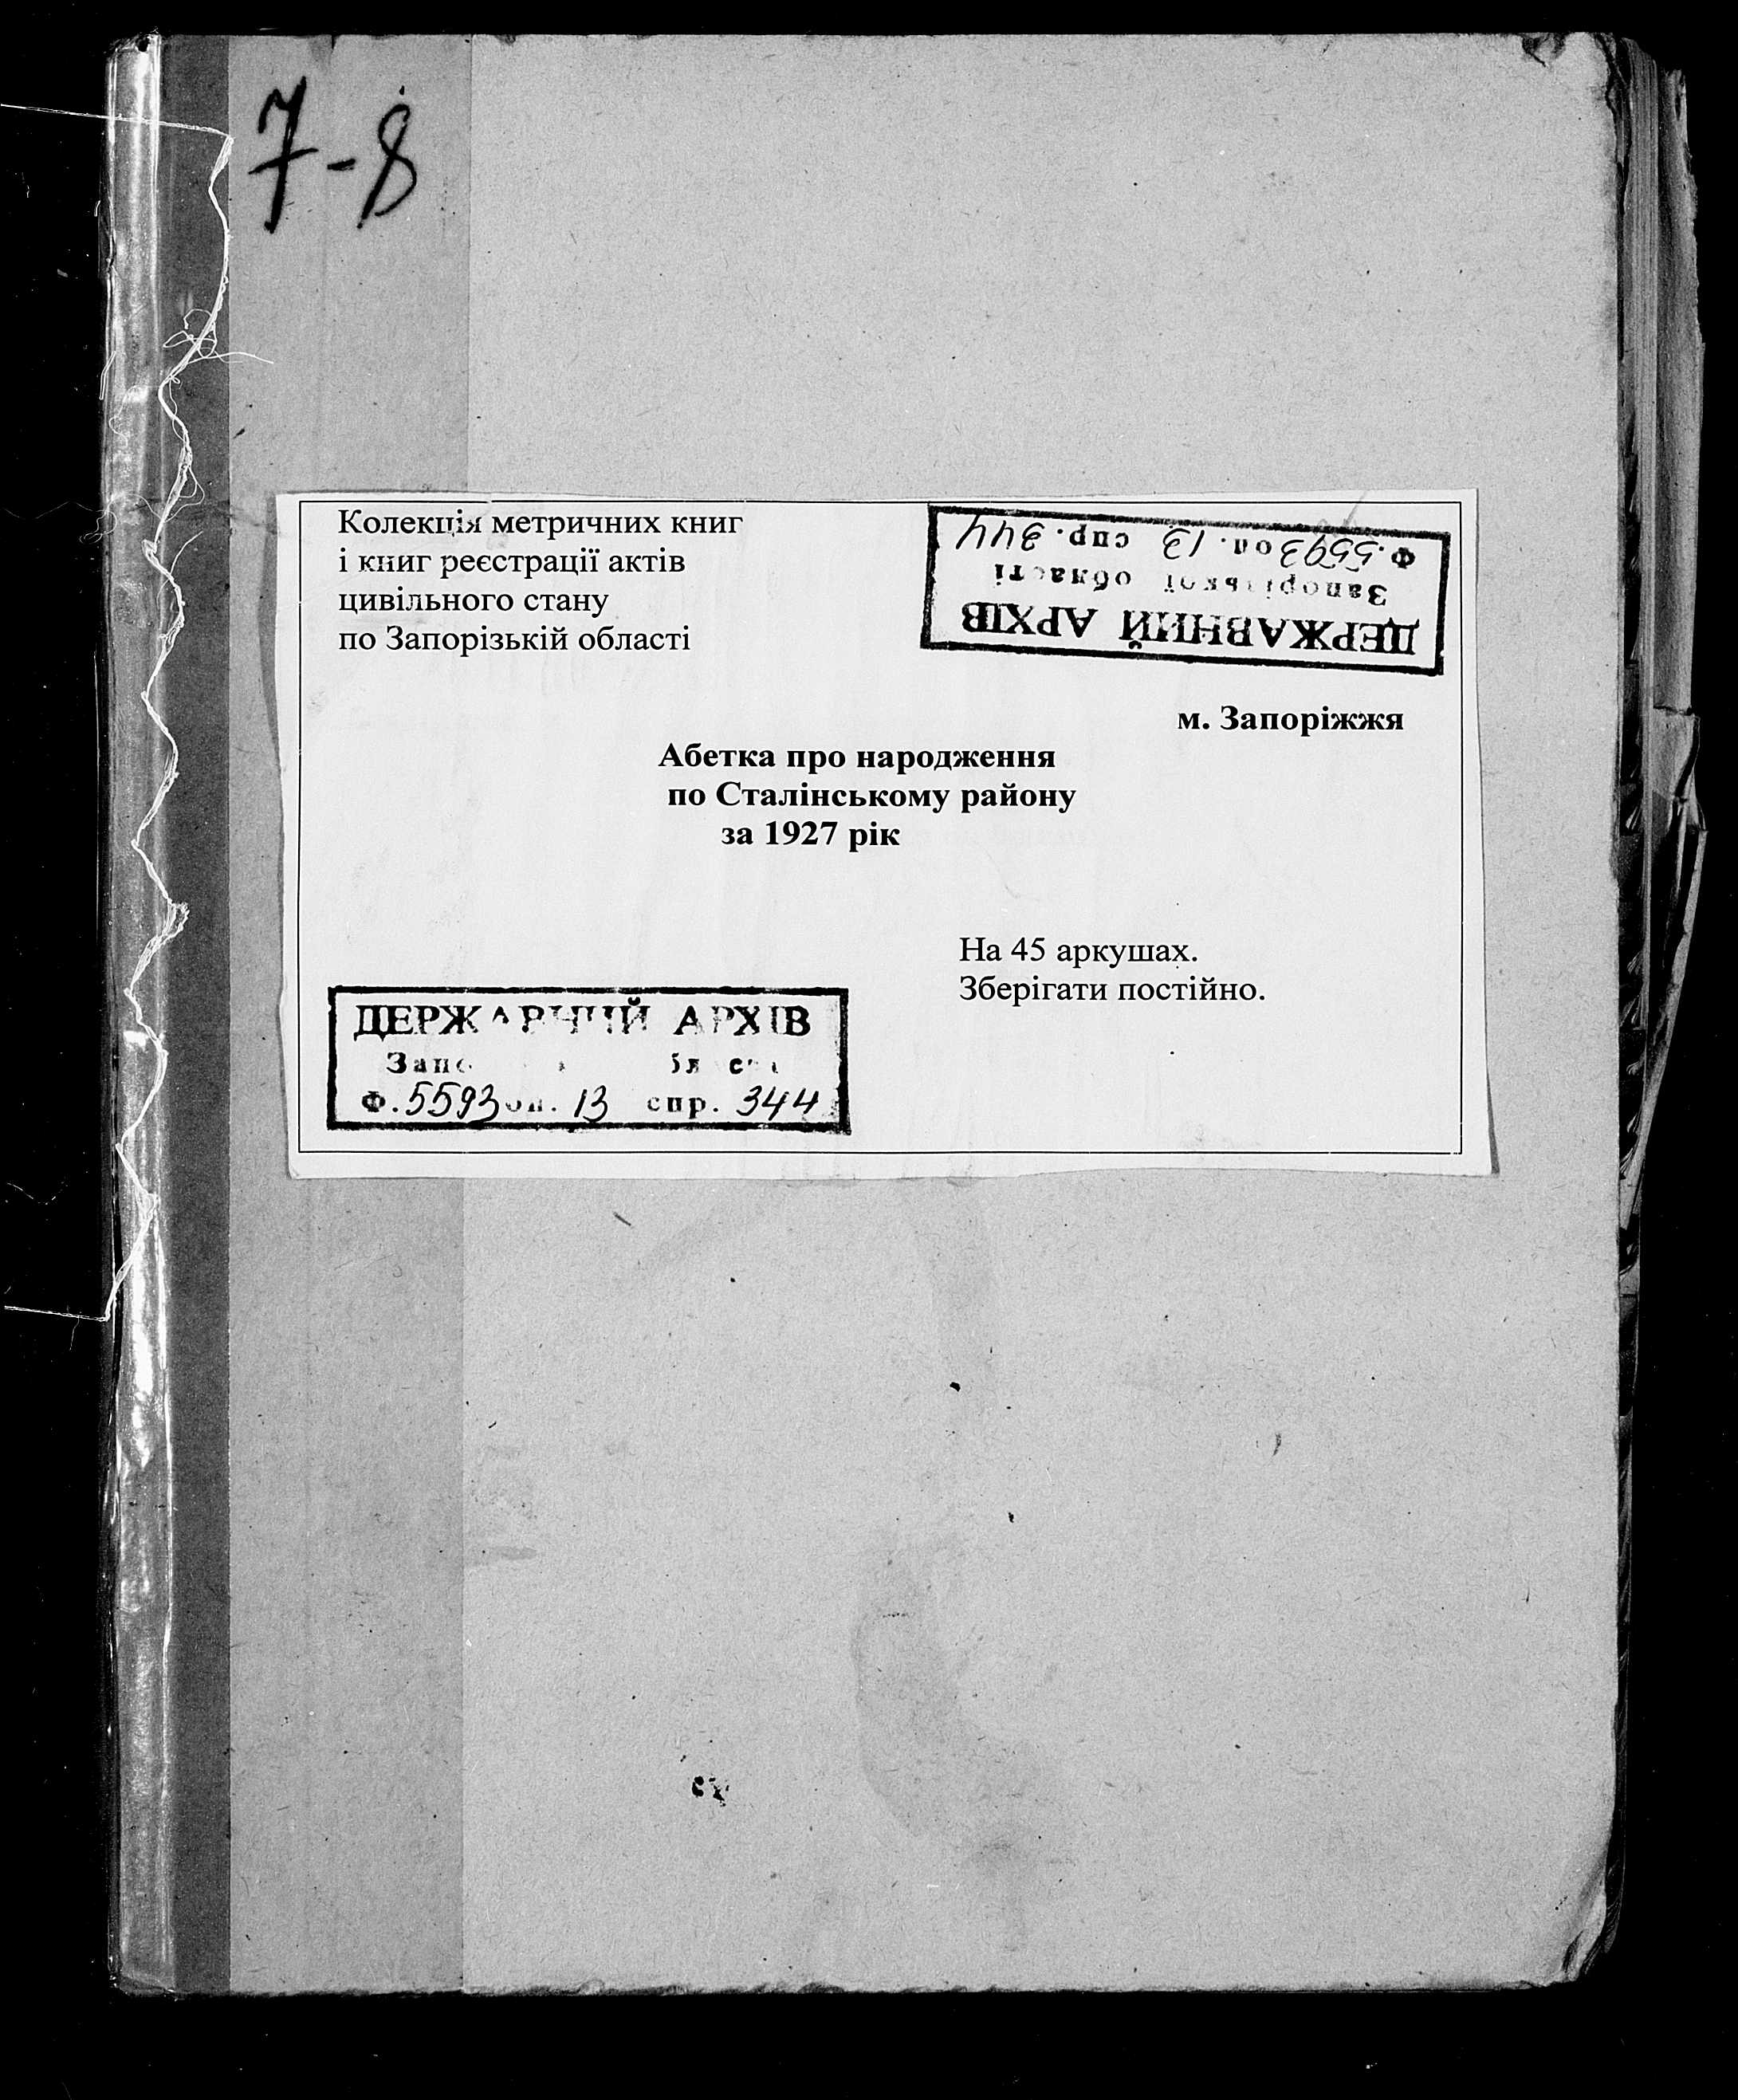 7-8
Колекція метричних книг
і книг реєстрації актів
цивільного стану
по Запорізькій області
ДЕРЖАВНИЙ АРХІВ
Запорізької області
Ф. 5593 оп. 13 спр. 344
м. Запоріжжя
Абетка про народження
по Сталінському району
за 1927 рік
На 45 аркушах.
Зберігати постійно.
ДЕРЖАВНИЙ АРХІВ
Ф. 5593 оп. 13 спр. 344